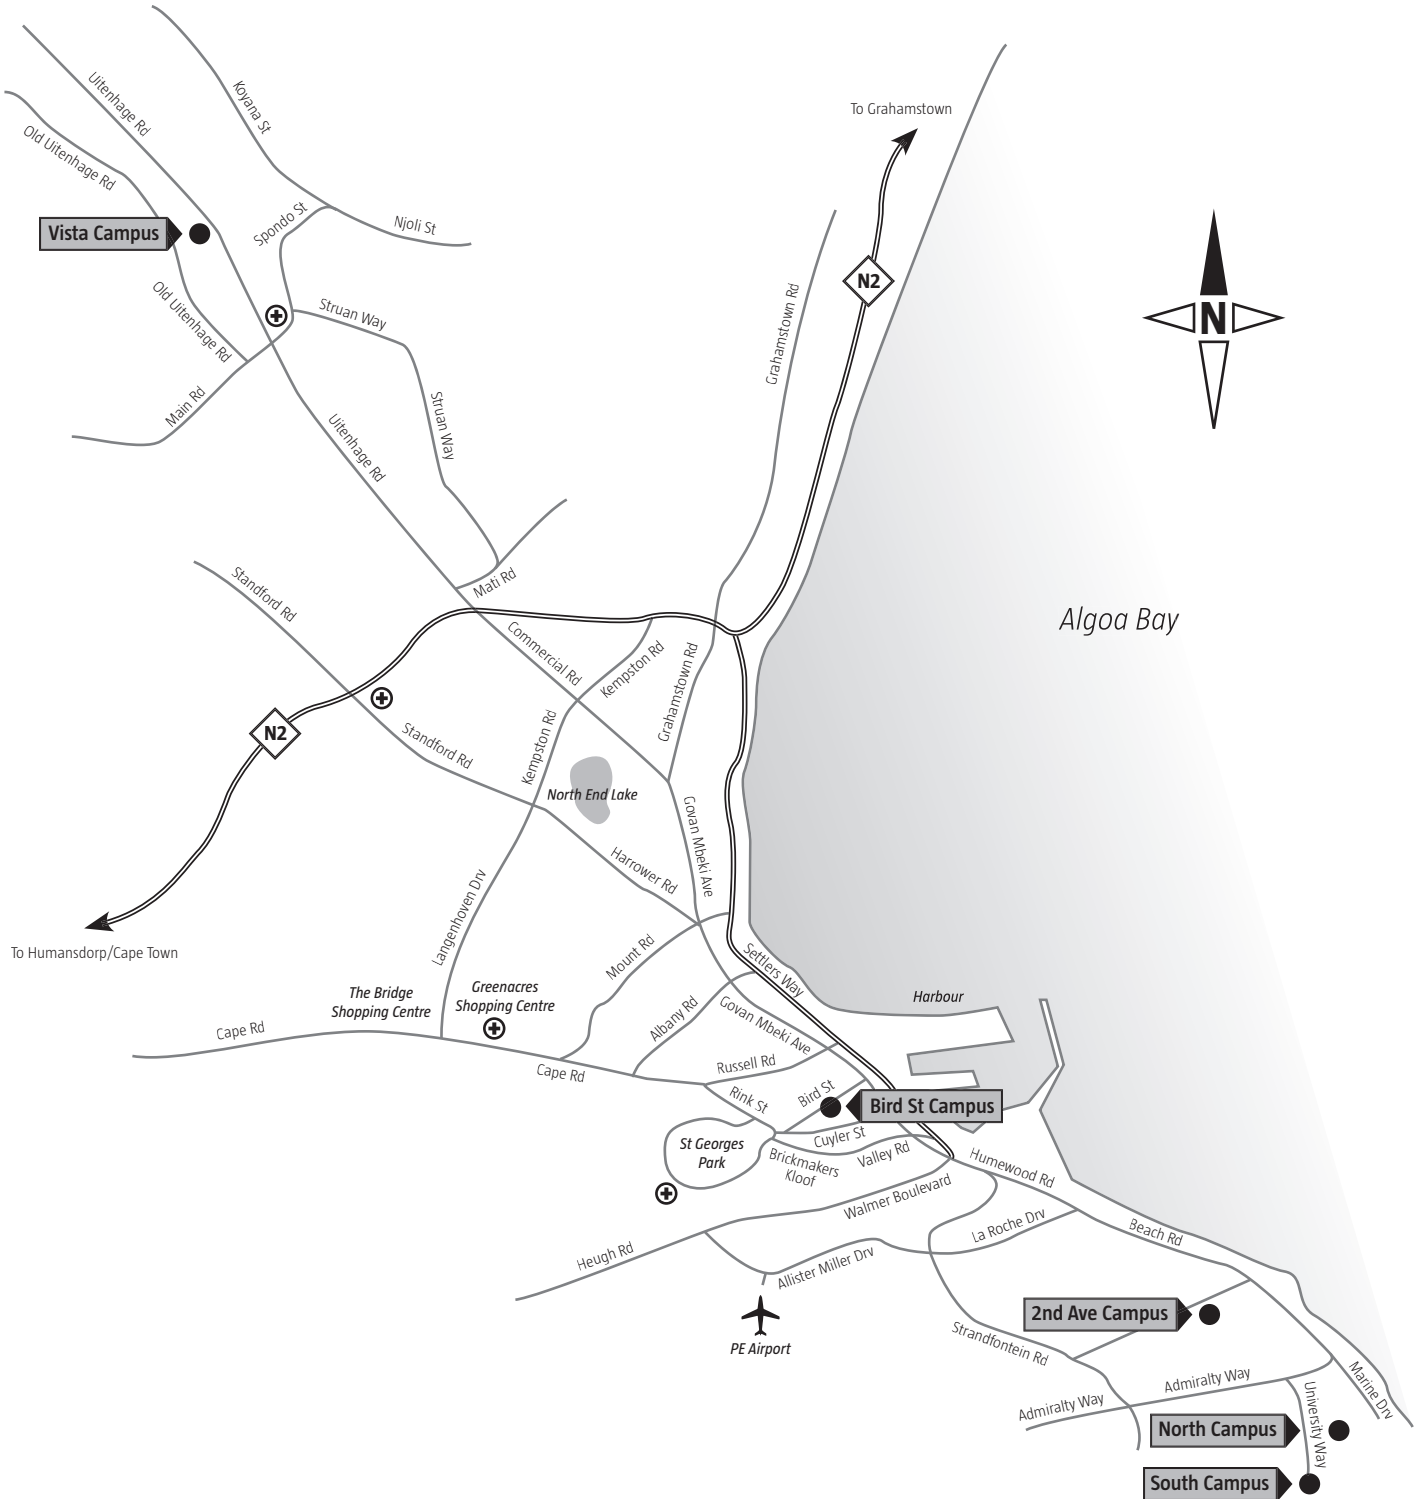 Uitenhage Rd
Koyana St
To Grahamstown
Old Uitenhage Rd
Spondo St
Njoli St
Vista Campus
N2
Old Uitenhage Rd
Struan Way
Grahamstown Rd
N
Main Rd
Struan Way
Uitenhage Rd
Mati Rd
Standford Rd
Algoa Bay
Commercial Rd
Kempston Rd
Grahamstown Rd
N2
Standford Rd
Kempston Rd
North End Lake
Govan Mbeki Ave
Harrower Rd
Langenhoven Drv
To Humansdorp/Cape Town
Mount Rd
Settlers Way
The Bridge
Shopping Centre
Greenacres
Shopping Centre
Harbour
Albany Rd
Govan Mbeki Ave
Cape Rd
Cape Rd
Russell Rd
Rink St
Bird St
Bird St Campus
St Georges
Park
Cuyler St
Brickmakers
Kloof
Valley Rd
Humewood Rd
Walmer Boulevard
La Roche Drv
Beach Rd
Heugh Rd
Allister Miller Drv
PE Airport
2nd Ave Campus
Strandfontein Rd
Admiralty Way
Admiralty Way
Marine Drv
University Way
North Campus
South Campus